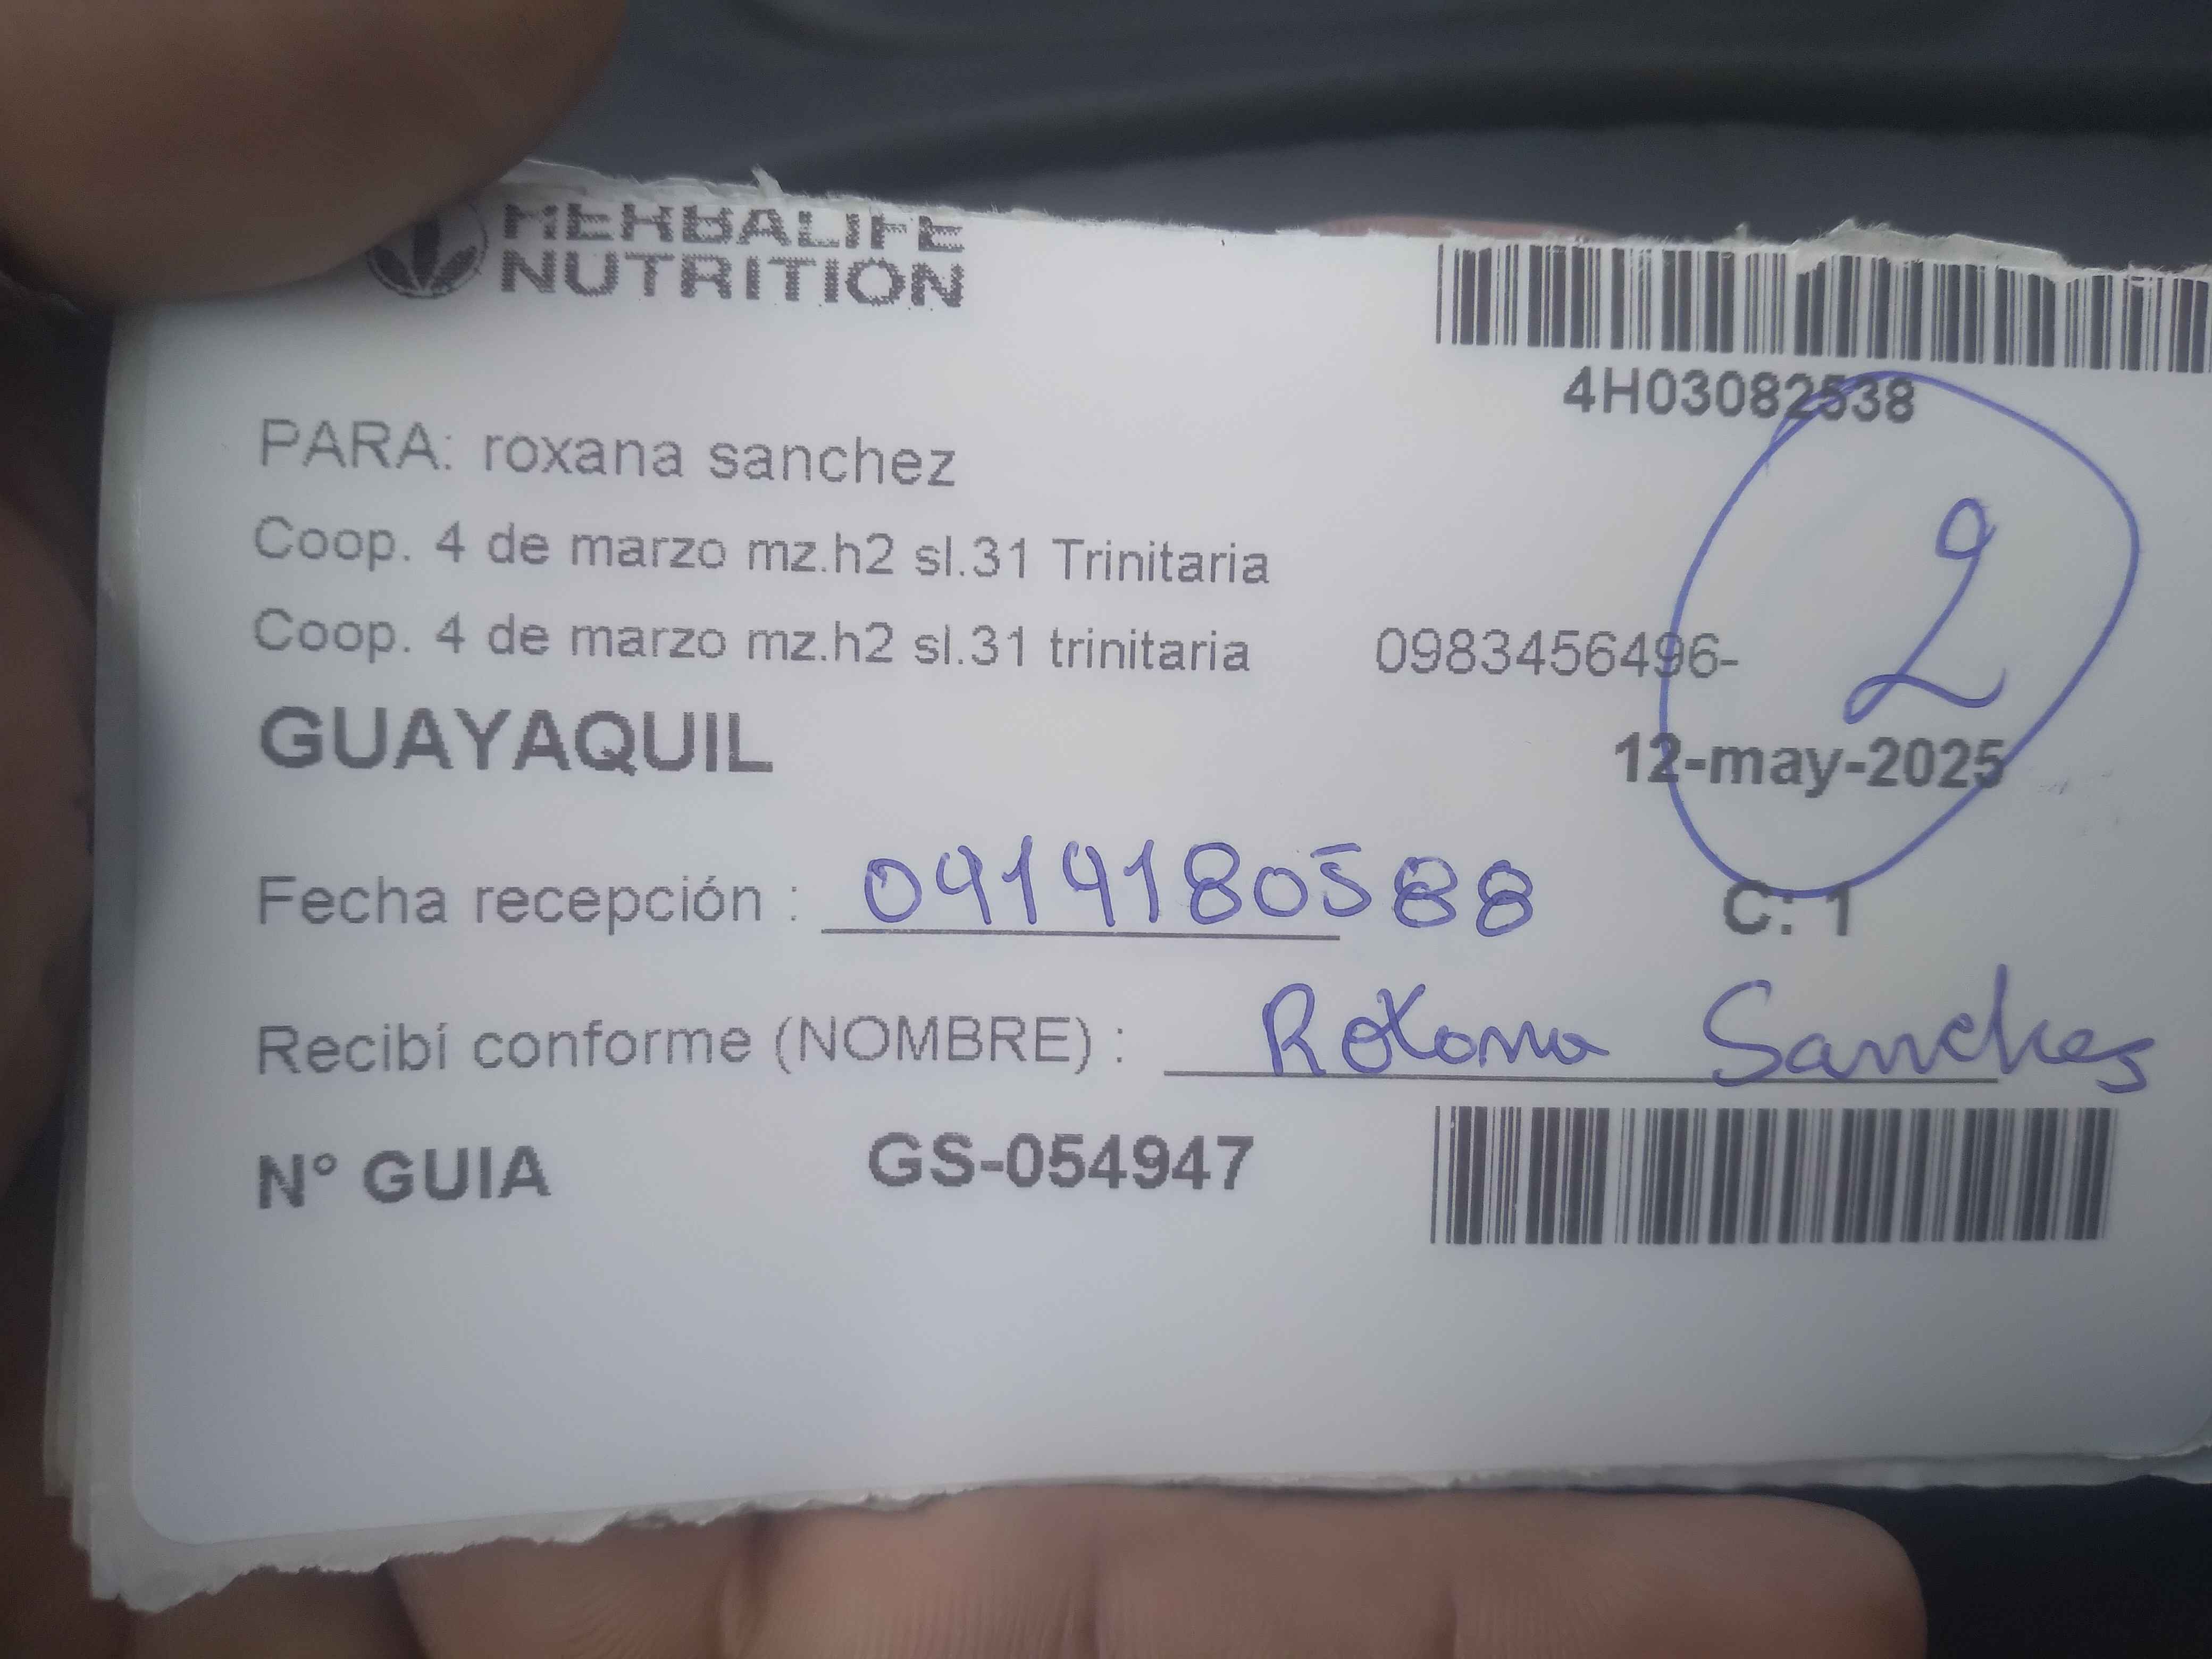 HERBALIFE
NUTRITION
4H03082538
PARA: roxana sanchez
Coop. 4 de marzo mz.h2 sl.31 Trinitaria
2
Coop. 4 de marzo mz.h2 sl.31 trinitaria 0983456496-
GUAYAQUIL 12-may-2025
Fecha recepción : 0919180588 C: 1
Recibí conforme (NOMBRE) : Roxana Sanches
N° GUIA GS-054947